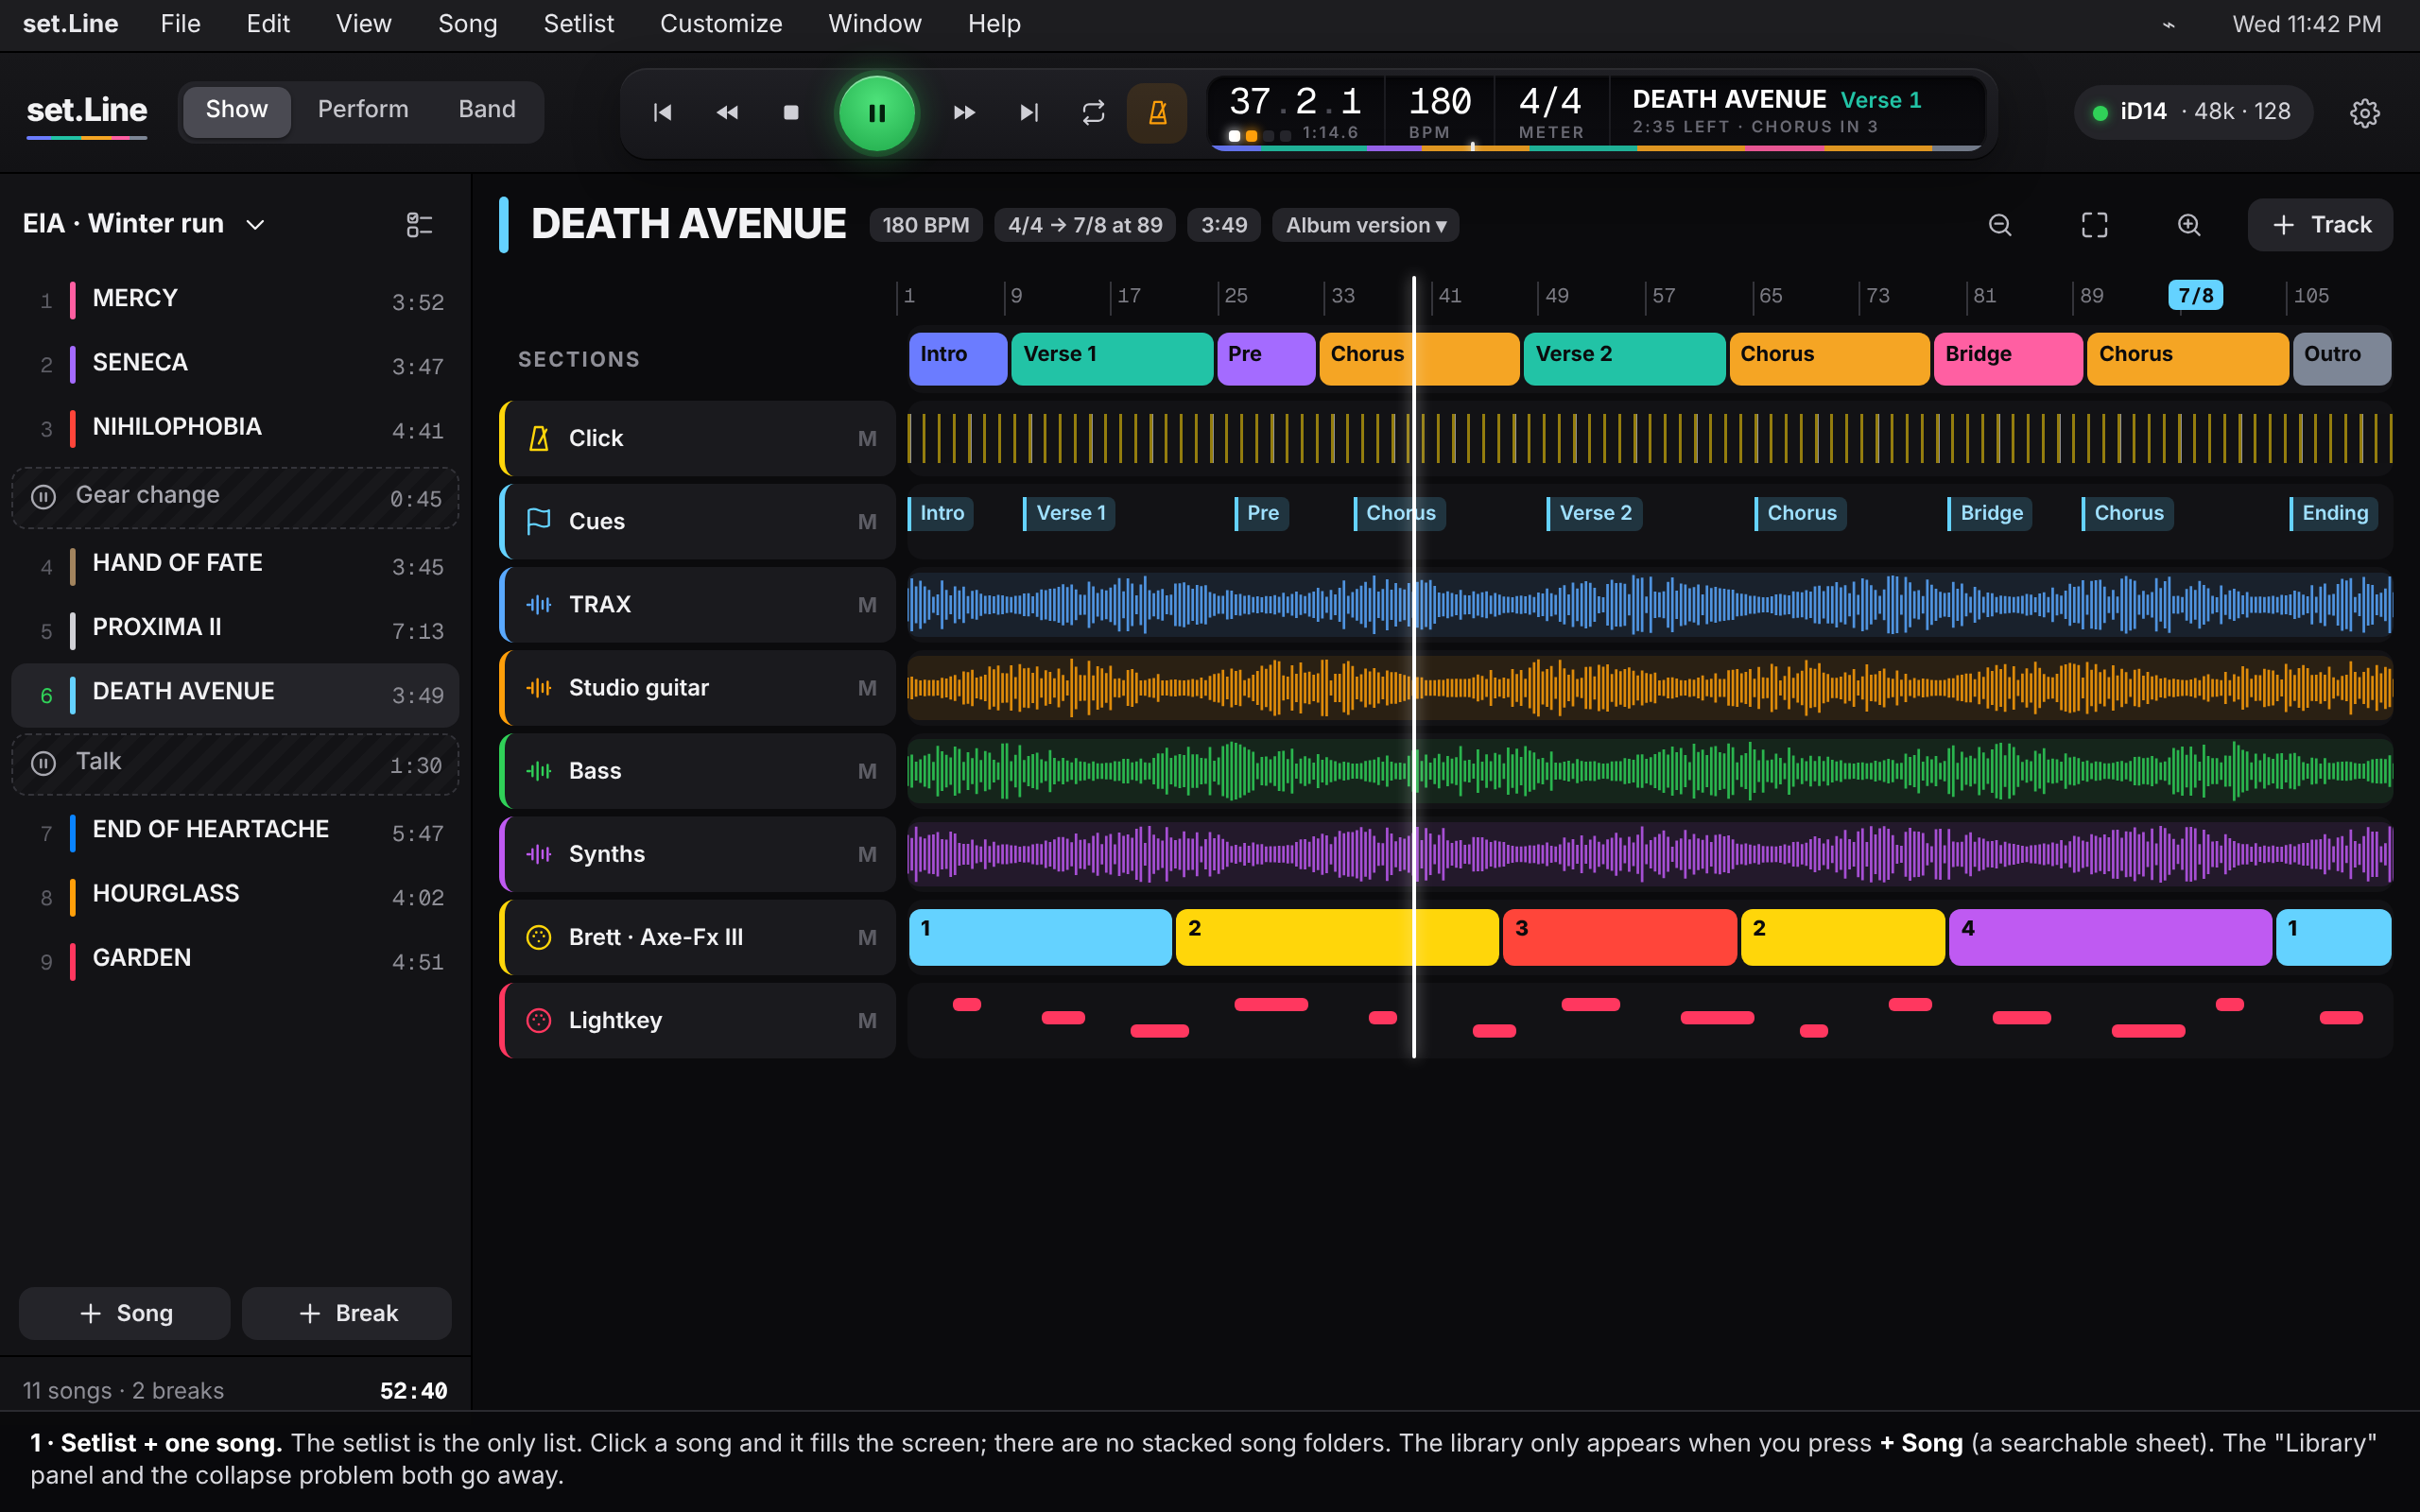 set.Line File Edit View Song Setlist Customize Window Help Wed 11:42 PM
set.Line Show Perform Band
37.2.1 180 4/4 DEATH AVENUE Verse 1
1:14.6 BPM METER 2:35 LEFT · CHORUS IN 3
iD14 · 48k · 128
EIA · Winter run
1 MERCY 3:52
2 SENECA 3:47
3 NIHILOPHOBIA 4:41
Gear change 0:45
4 HAND OF FATE 3:45
5 PROXIMA II 7:13
6 DEATH AVENUE 3:49
Talk 1:30
7 END OF HEARTACHE 5:47
8 HOURGLASS 4:02
9 GARDEN 4:51
+ Song + Break
11 songs · 2 breaks 52:40
DEATH AVENUE 180 BPM 4/4 → 7/8 at 89 3:49 Album version ▾ + Track
1 9 17 25 33 41 49 57 65 73 81 89 7/8 105
SECTIONS Intro Verse 1 Pre Chorus Verse 2 Chorus Bridge Chorus Outro
Click M
Cues M Intro Verse 1 Pre Chorus Verse 2 Chorus Bridge Chorus Ending
TRAX M
Studio guitar M
Bass M
Synths M
Brett · Axe-Fx III M 1 2 3 2 4 1
Lightkey M
1 · Setlist + one song. The setlist is the only list. Click a song and it fills the screen; there are no stacked song folders. The library only appears when you press + Song (a searchable sheet). The "Library"
panel and the collapse problem both go away.